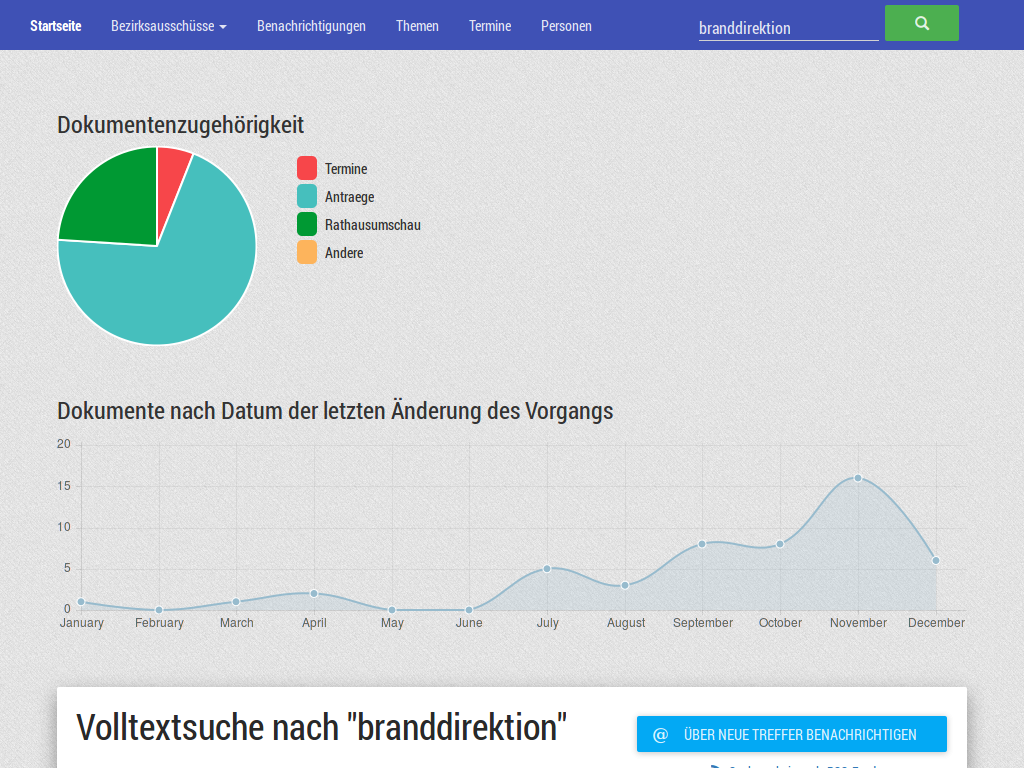 Startseite Bezirksausschüsse Benachrichtigungen Themen Termine Personen branddirektion
Dokumentenzugehörigkeit
Termine
Antraege
Rathausumschau
Andere
Dokumente nach Datum der letzten Änderung des Vorgangs
20
15
10
5
0
January February March April May June July August September October November December
Volltextsuche nach "branddirektion"
@ ÜBER NEUE TREFFER BENACHRICHTIGEN